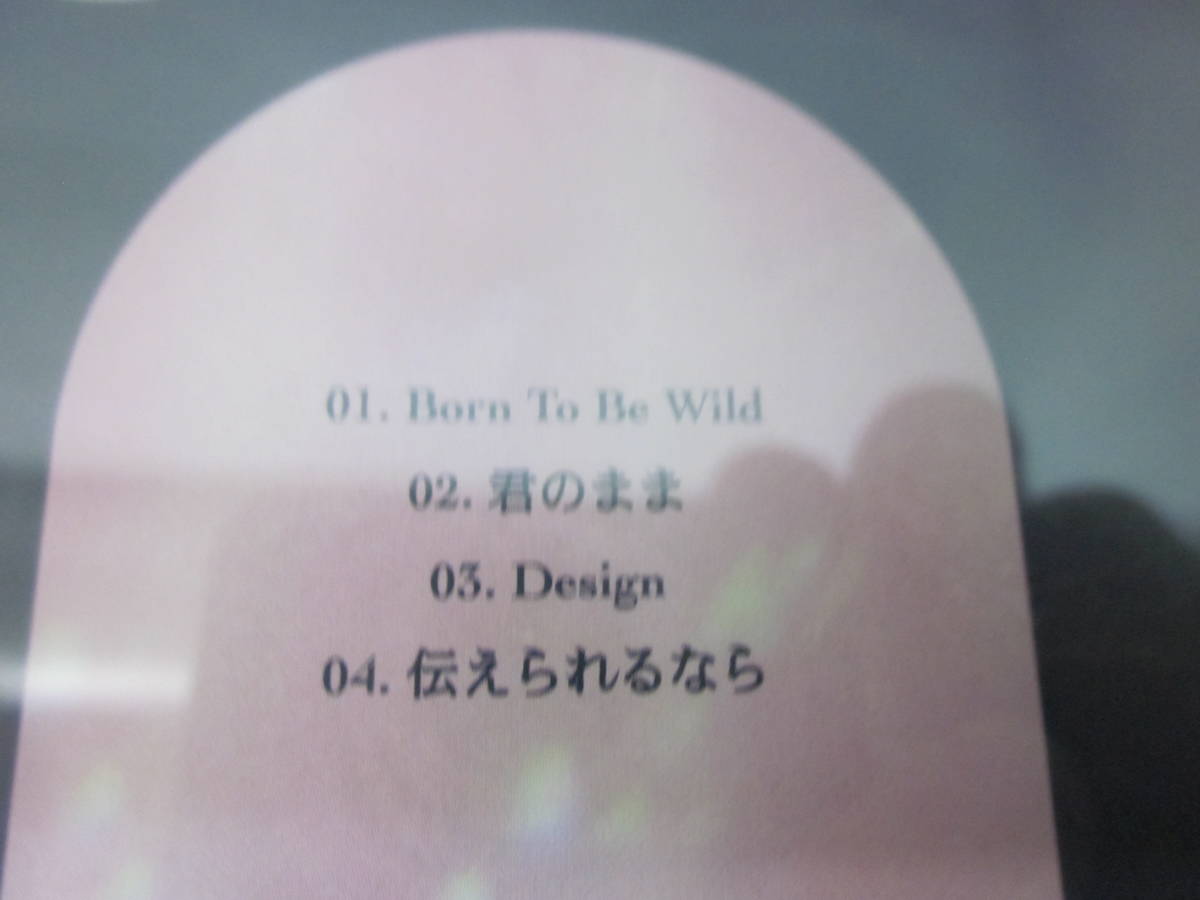 01. Born To Be Wild
02. 君のまま
03. Design
04. 伝えられるなら